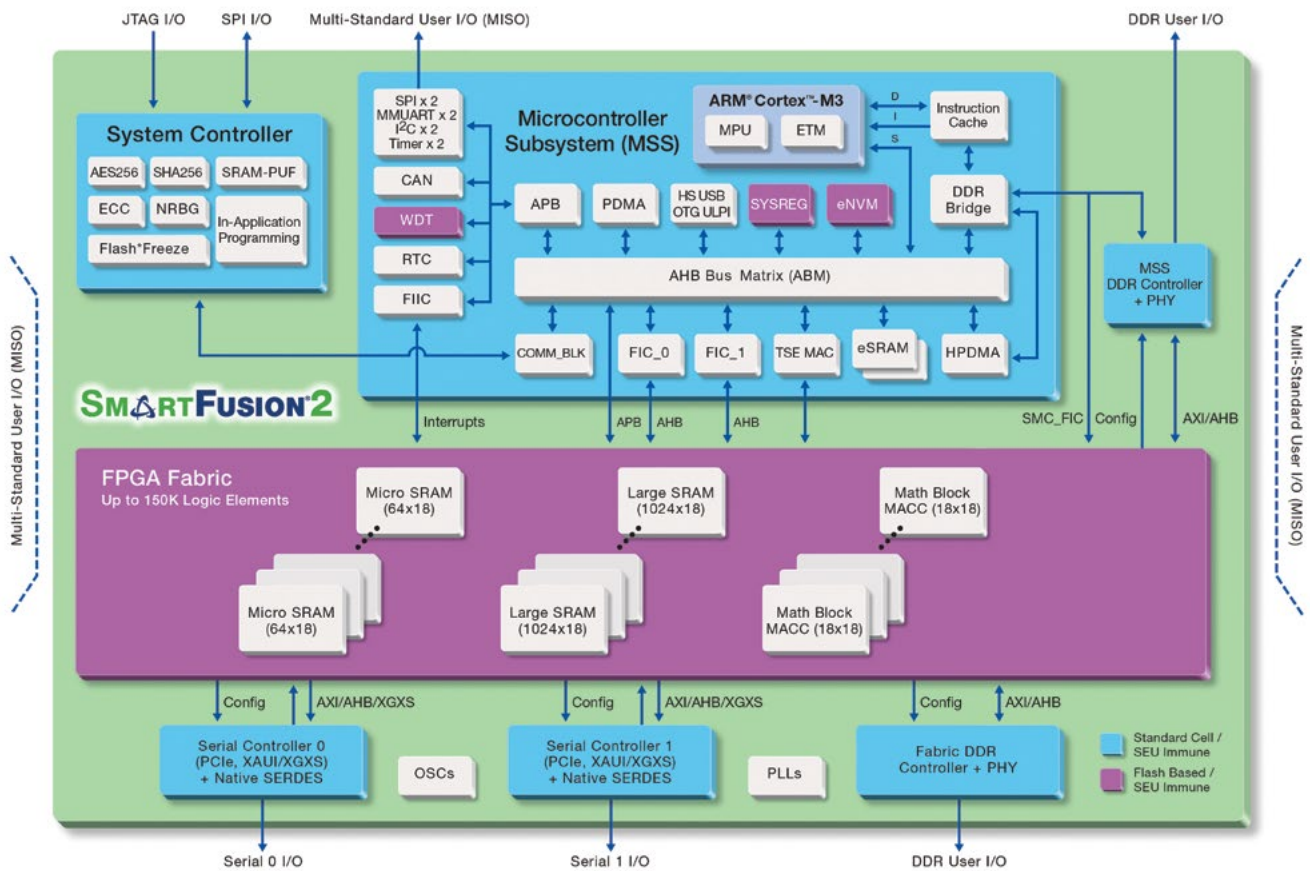 JTAG I/O
SPI I/O
Multi-Standard User I/O (MISO)
DDR User I/O
System Controller
AES256
SHA256
SRAM-PUF
ECC
NRBG
In-Application
Programming
Flash*Freeze
SPI x 2
MMUART x 2
I²C x 2
Timer x 2
CAN
WDT
RTC
FIIC
Microcontroller
Subsystem (MSS)
ARM® Cortex™-M3
MPU
ETM
D
I
S
Instruction
Cache
DDR
Bridge
APB
PDMA
HS USB
OTG ULPI
SYSREG
eNVM
AHB Bus Matrix (ABM)
COMM_BLK
FIC_0
FIC_1
TSE MAC
eSRAM
HPDMA
MSS
DDR Controller
+ PHY
Multi-Standard User I/O (MISO)
Multi-Standard User I/O (MISO)
SMARTFUSION®2
Interrupts
APB
AHB
AHB
SMC_FIC
Config
AXI/AHB
FPGA Fabric
Up to 150K Logic Elements
Micro SRAM
(64x18)
Large SRAM
(1024x18)
Math Block
MACC (18x18)
Micro SRAM
(64x18)
Large SRAM
(1024x18)
Math Block
MACC (18x18)
Config
AXI/AHB/XGXS
Config
AXI/AHB/XGXS
Config
AXI/AHB
Serial Controller 0
(PCIe, XAUI/XGXS)
+ Native SERDES
OSCs
Serial Controller 1
(PCIe, XAUI/XGXS)
+ Native SERDES
PLLs
Fabric DDR
Controller + PHY
Standard Cell /
SEU Immune
Flash Based /
SEU Immune
Serial 0 I/O
Serial 1 I/O
DDR User I/O